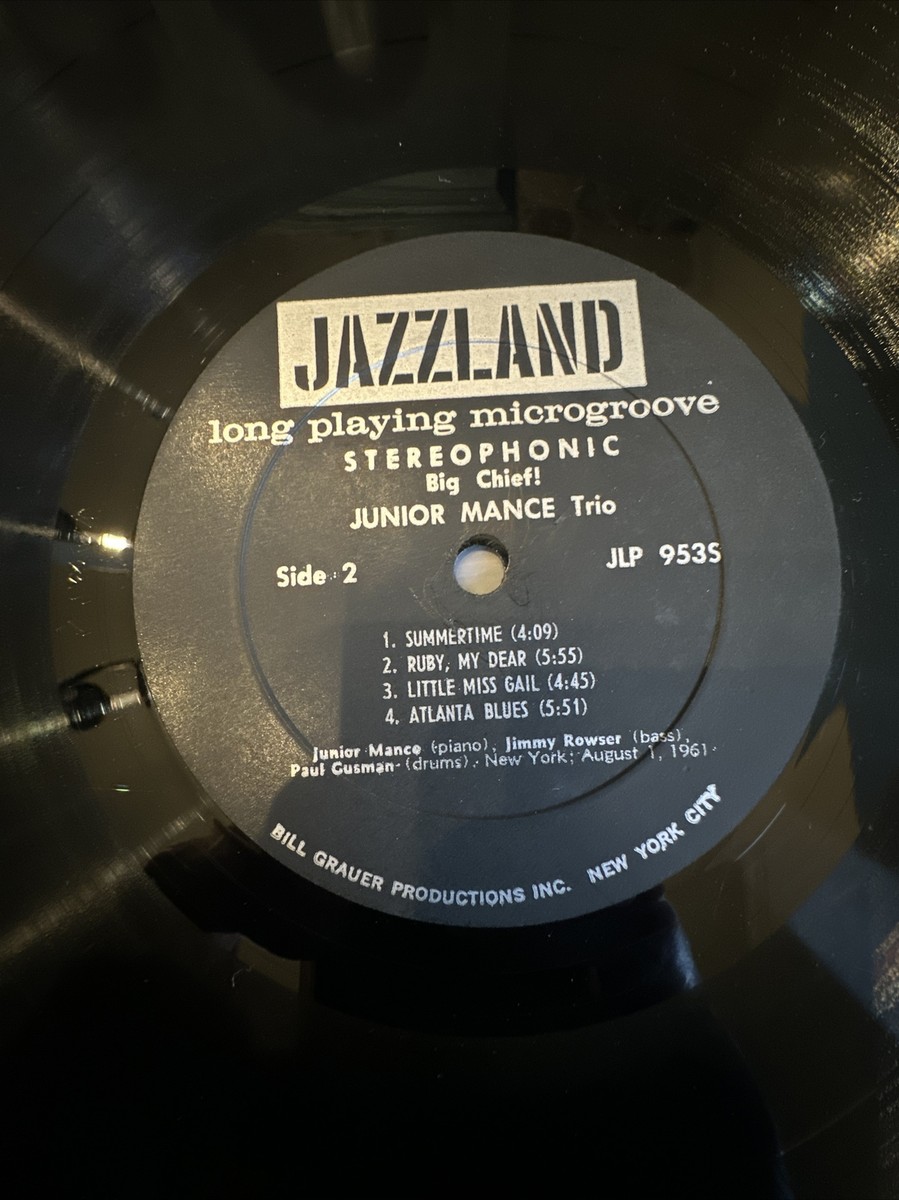 JAZZLAND
long playing microgroove
STEREOPHONIC
Big Chief!
JUNIOR MANCE Trio
Side 2
JLP 953S
1. SUMMERTIME (4:09)
2. RUBY, MY DEAR (5:55)
3. LITTLE MISS GAIL (4:45)
4. ATLANTA BLUES (5:51)
Junior Mance (piano), Jimmy Rowser (bass),
Paul Gusman (drums). New York; August 1, 1961
BILL GRAUER PRODUCTIONS INC. NEW YORK CITY